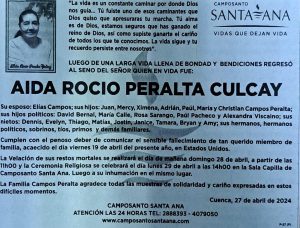 "La vida es un constante caminar por donde Dios
nos guía... Tú fuiste uno de esos caminantes que
Dios quiso que apresurara tu marcha. Tú alma
es de Dios, estamos seguros que has ganado el
reino de Dios, así como supiste ganarte el cariño
de todos los que te conocimos. La vida sigue y tu
recuerdo persiste entre nosotros".
CAMPOSANTO
SANTA ANA
VIDAS QUE DEJAN VIDA
Aida Rocio Peralta Culcay
LUEGO DE UNA LARGA VIDA LLENA DE BONDAD Y BENDICIONES REGRESÓ
AL SENO DEL SEÑOR QUIEN EN VIDA FUE:
AIDA ROCIO PERALTA CULCAY
Su esposo: Elías Campos; sus hijos: Juan, Mercy, Ximena, Adrián, Paúl, María y Christian Campos Peralta;
sus hijos políticos: David Bernal, María Calle, Rosa Sarango, Paúl Pacheco y Alexandra Viscaino; sus
nietos: Dennis, Evelyn, Thiago, Matías, Jostin, Janice, Tamara, Bryan y Amy; sus hermanos, hermanos
políticos, sobrinos, tíos, primos y demás familiares.
Cumplen con el penoso deber de comunicar el sensible fallecimiento de tan querido miembro de
familia, acaecido el día viernes 19 de abril del presente año, en Estados Unidos.
La Velación de sus restos mortales se realizará el día de mañana domingo 28 de abril, a partir de las
11h00 y la Ceremonia Religiosa se celebrará el día lunes 29 de abril a las 14h00 en la Sala Capilla de
Camposanto Santa Ana. Luego a su inhumación en el mismo lugar.
La Familia Campos Peralta agradece todas las muestras de solidaridad y cariño expresadas en estos
difíciles momentos.
Cuenca, 27 de abril de 2024
CAMPOSANTO SANTA ANA
ATENCIÓN LAS 24 HORAS TEL: 2888393 - 4079050
www.camposantosantaana.com